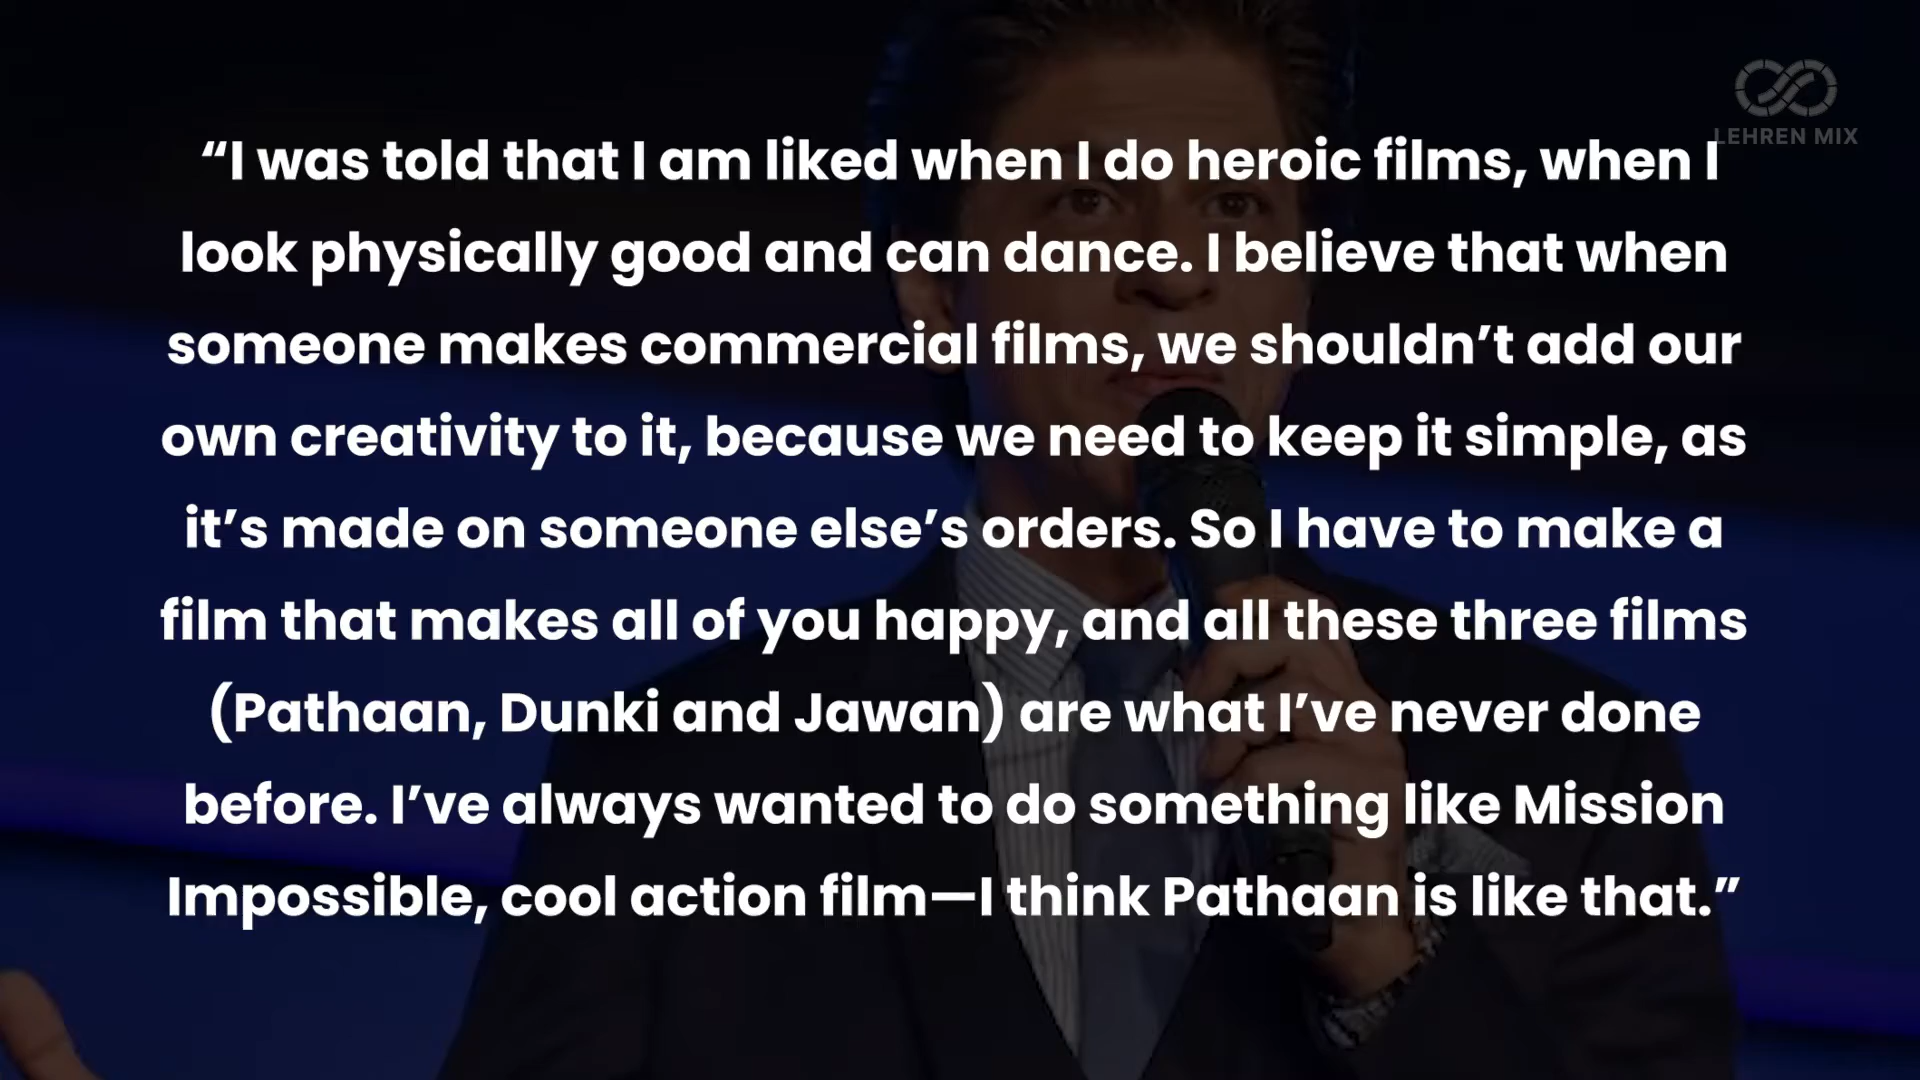 LEHREN MIX
“I was told that I am liked when I do heroic films, when I
look physically good and can dance. I believe that when
someone makes commercial films, we shouldn’t add our
own creativity to it, because we need to keep it simple, as
it’s made on someone else’s orders. So I have to make a
film that makes all of you happy, and all these three films
(Pathaan, Dunki and Jawan) are what I’ve never done
before. I’ve always wanted to do something like Mission
Impossible, cool action film—I think Pathaan is like that.”